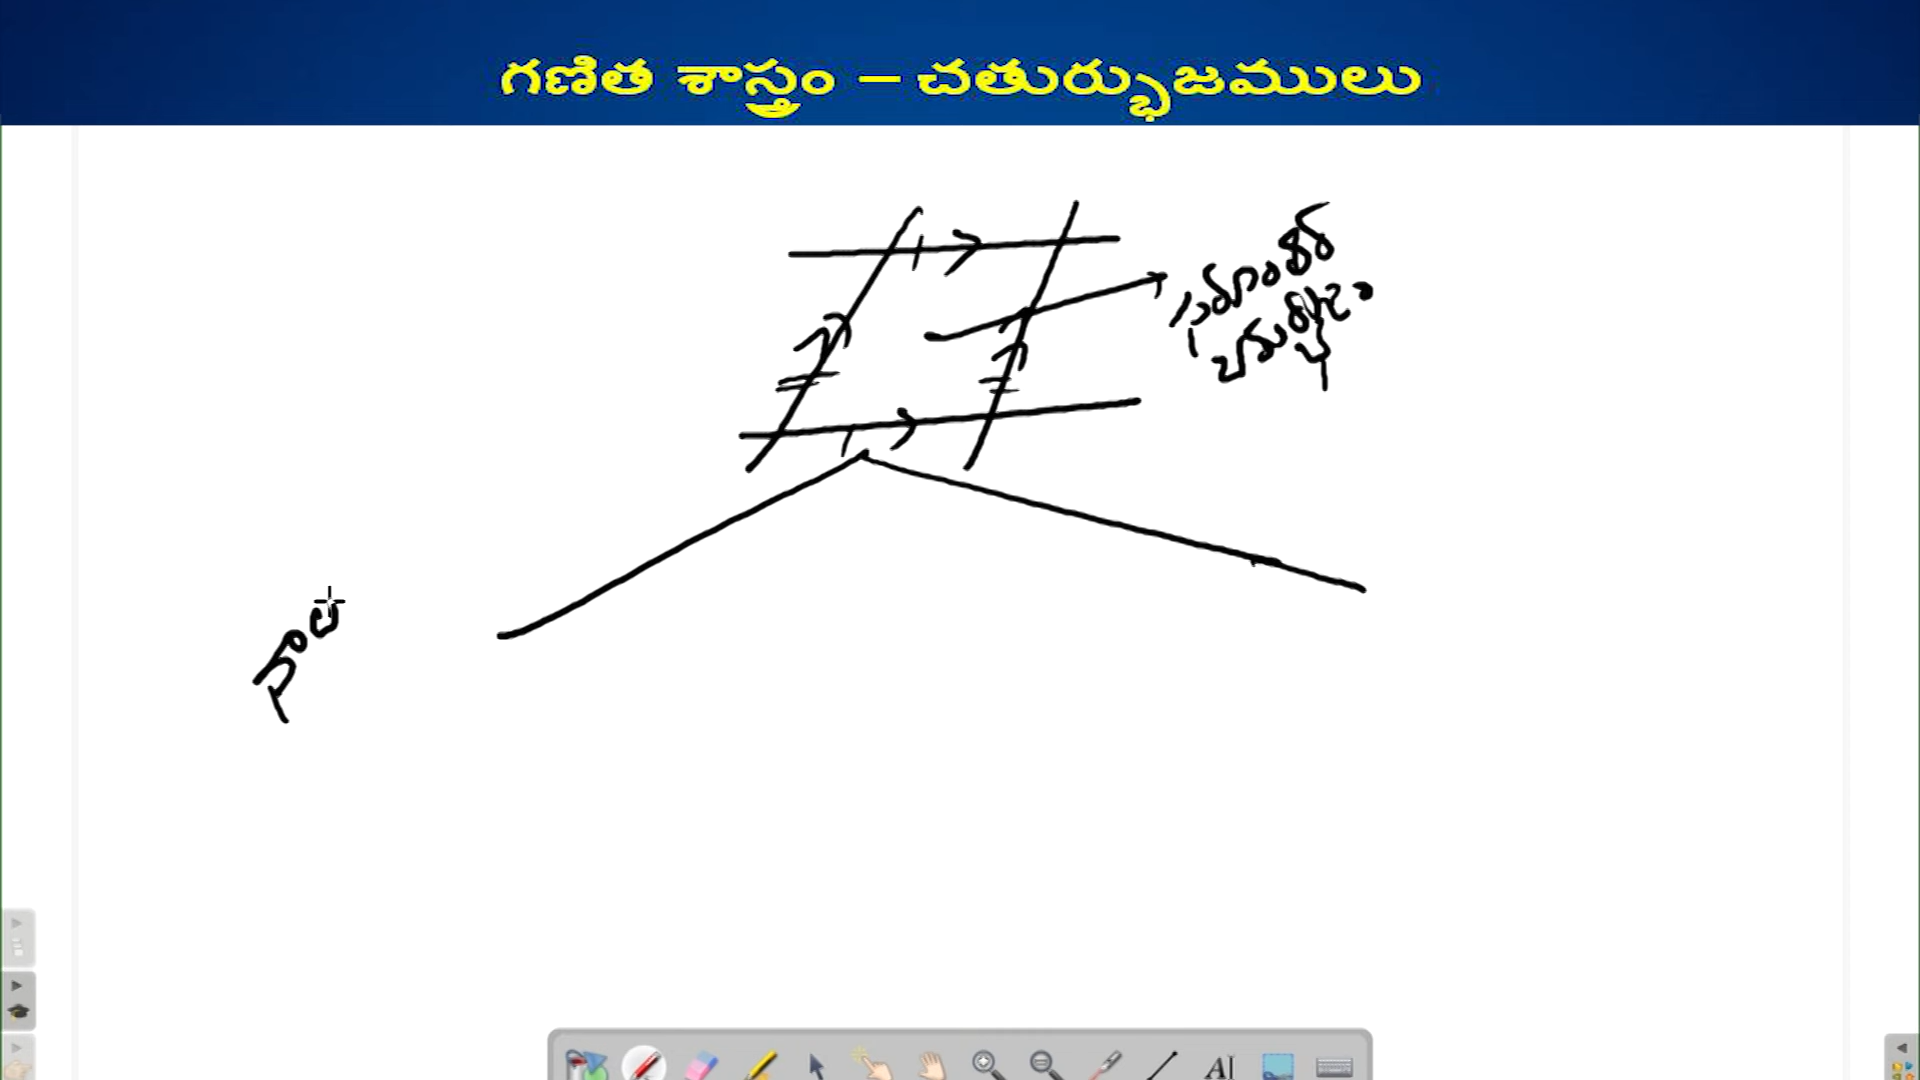 గణిత శాస్త్రం – చతుర్భుజములు
సమాంతర
చతుర్భుజం
నాల